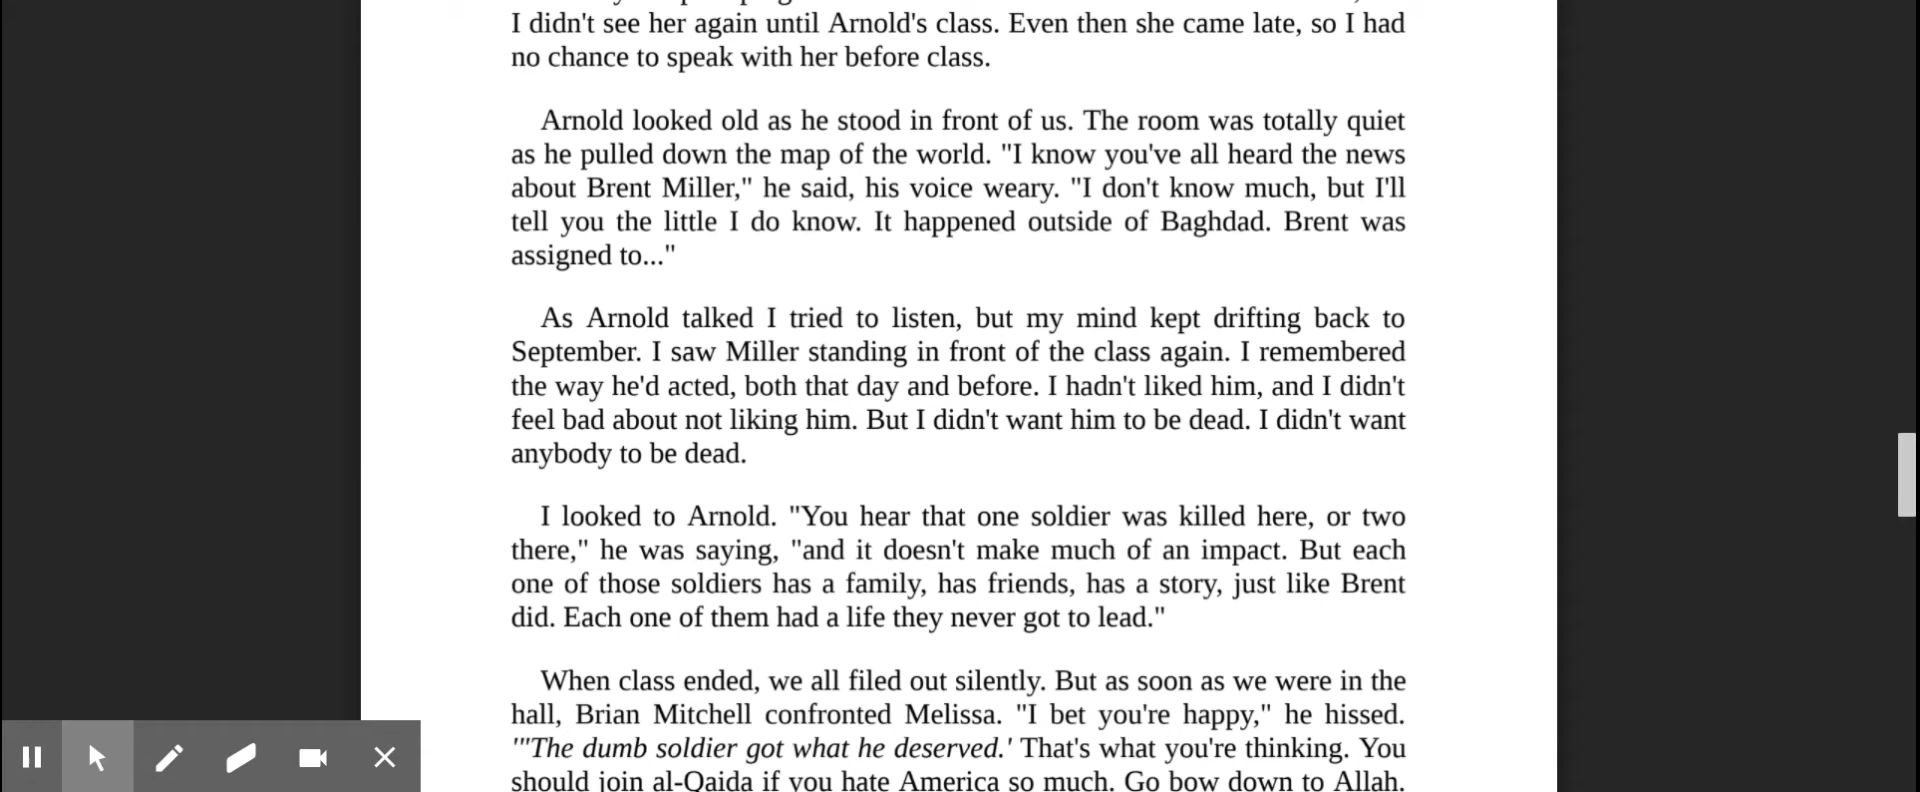 I didn't see her again until Arnold's class. Even then she came late, so I had
no chance to speak with her before class.
Arnold looked old as he stood in front of us. The room was totally quiet
as he pulled down the map of the world. "I know you've all heard the news
about Brent Miller," he said, his voice weary. "I don't know much, but I'll
tell you the little I do know. It happened outside of Baghdad. Brent was
assigned to..."
As Arnold talked I tried to listen, but my mind kept drifting back to
September. I saw Miller standing in front of the class again. I remembered
the way he'd acted, both that day and before. I hadn't liked him, and I didn't
feel bad about not liking him. But I didn't want him to be dead. I didn't want
anybody to be dead.
I looked to Arnold. "You hear that one soldier was killed here, or two
there," he was saying, "and it doesn't make much of an impact. But each
one of those soldiers has a family, has friends, has a story, just like Brent
did. Each one of them had a life they never got to lead."
When class ended, we all filed out silently. But as soon as we were in the
hall, Brian Mitchell confronted Melissa. "I bet you're happy," he hissed.
'"The dumb soldier got what he deserved.' That's what you're thinking. You
should join al-Qaida if you hate America so much. Go bow down to Allah.